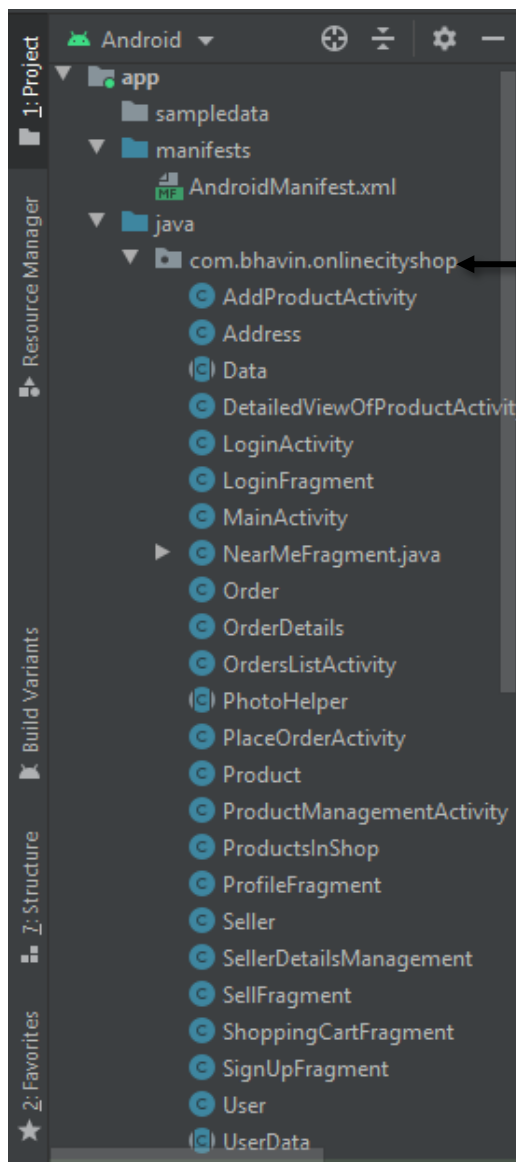 1: Project
Resource Manager
Build Variants
7: Structure
2: Favorites
Android
app
sampledata
manifests
MF AndroidManifest.xml
java
com.bhavin.onlinecityshop
C AddProductActivity
C Address
C Data
C DetailedViewOfProductActivit
C LoginActivity
C LoginFragment
C MainActivity
C NearMeFragment.java
C Order
C OrderDetails
C OrdersListActivity
C PhotoHelper
C PlaceOrderActivity
C Product
C ProductManagementActivity
C ProductsInShop
C ProfileFragment
C Seller
C SellerDetailsManagement
C SellFragment
C ShoppingCartFragment
C SignUpFragment
C User
C UserData